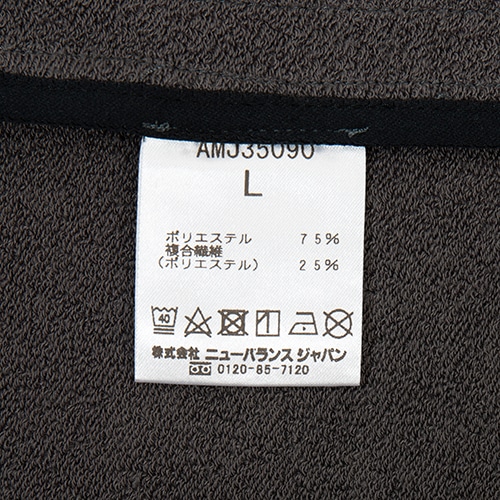 AMJ35090
L
ポリエステル 75%
複合繊維
(ポリエステル) 25%
40
株式会社 ニューバランス ジャパン
0120-85-7120